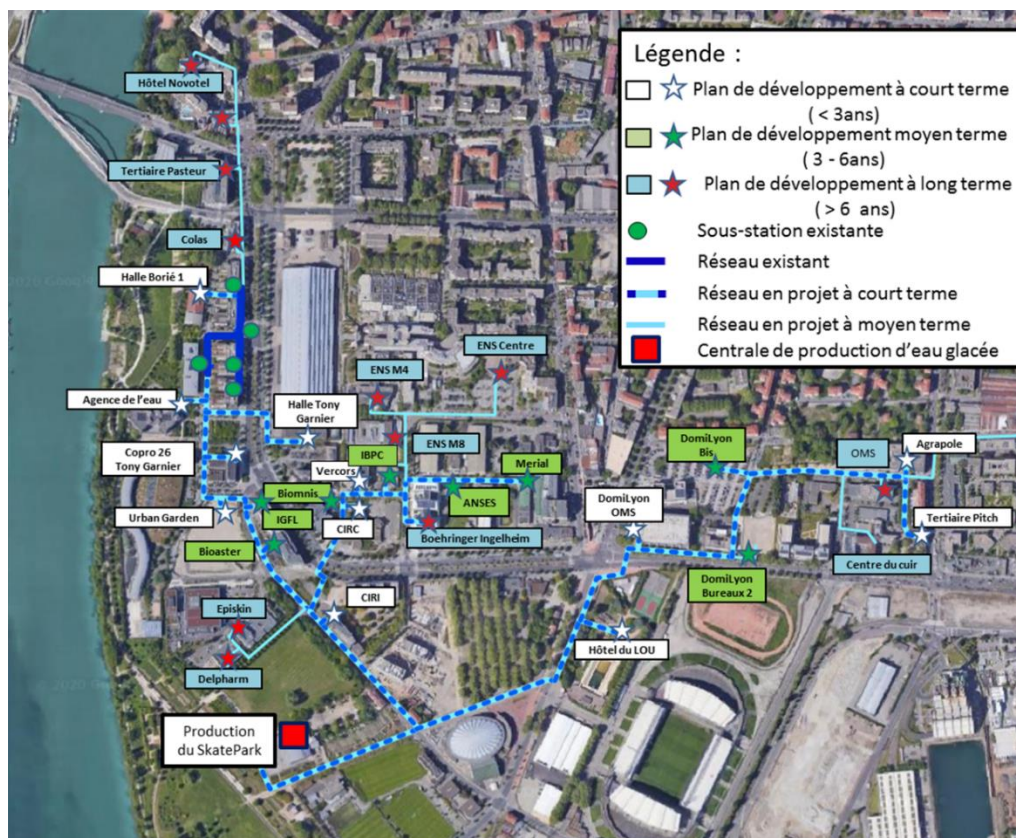 Légende :
Plan de développement à court terme
( < 3ans)
Plan de développement moyen terme
( 3 - 6ans)
Plan de développement à long terme
( > 6 ans)
Sous-station existante
Réseau existant
Réseau en projet à court terme
Réseau en projet à moyen terme
Centrale de production d'eau glacée
Hôtel Novotel
Tertiaire Pasteur
Colas
Halle Borié 1
ENS Centre
ENS M4
Agence de l'eau
Halle Tony
Garnier
ENS M8
Copro 26
Tony Garnier
IBPC
Vercors
Merial
DomiLyon
Bis
OMS
Agrapole
Biomnis
ANSES
DomiLyon
OMS
Urban Garden
IGFL
CIRC
Boehringer Ingelheim
Tertiaire Pitch
Bioaster
Centre du cuir
DomiLyon
Bureaux 2
Episkin
CIRI
Hôtel du LOU
Delpharm
Production
du SkatePark